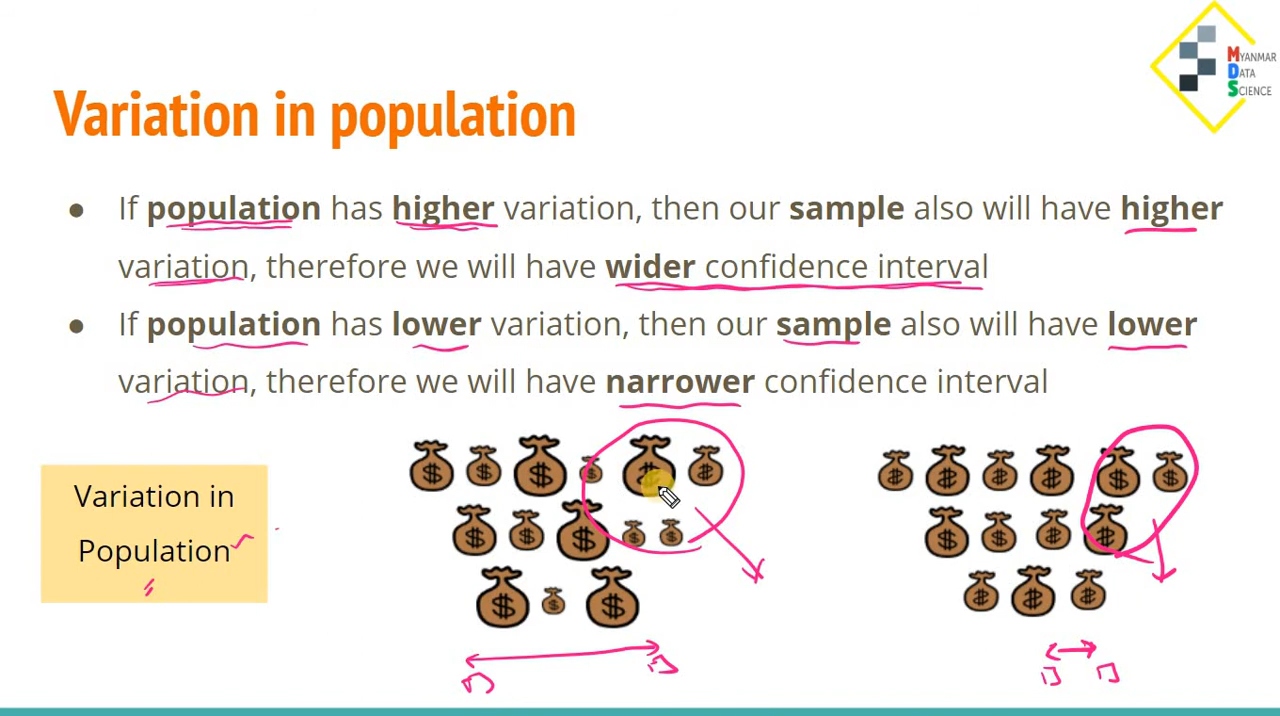 MYANMAR
DATA
SCIENCE
Variation in population
● If population has higher variation, then our sample also will have higher
variation, therefore we will have wider confidence interval
● If population has lower variation, then our sample also will have lower
variation, therefore we will have narrower confidence interval
Variation in
Population